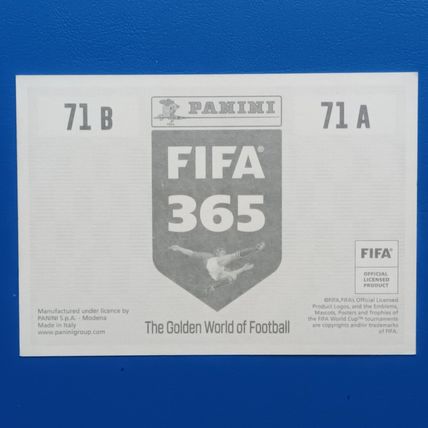 71 B
PANINI
71 A
FIFA®
365
The Golden World of Football
FIFA®
OFFICIAL
LICENSED
PRODUCT
Manufactured under licence by
PANINI S.p.A. - Modena
Made in Italy
www.paninigroup.com
©FIFA, FIFA's Official Licensed
Product Logos, and the Emblems,
Mascots, Posters and Trophies of
the FIFA World Cup™ tournaments
are copyrights and/or trademarks
of FIFA.